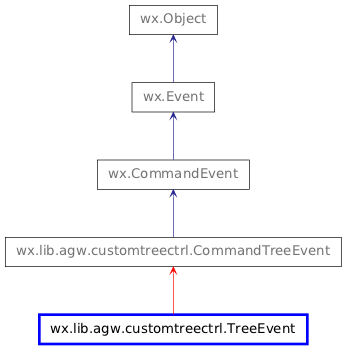 wx.Object
wx.Event
wx.CommandEvent
wx.lib.agw.customtreectrl.CommandTreeEvent
wx.lib.agw.customtreectrl.TreeEvent